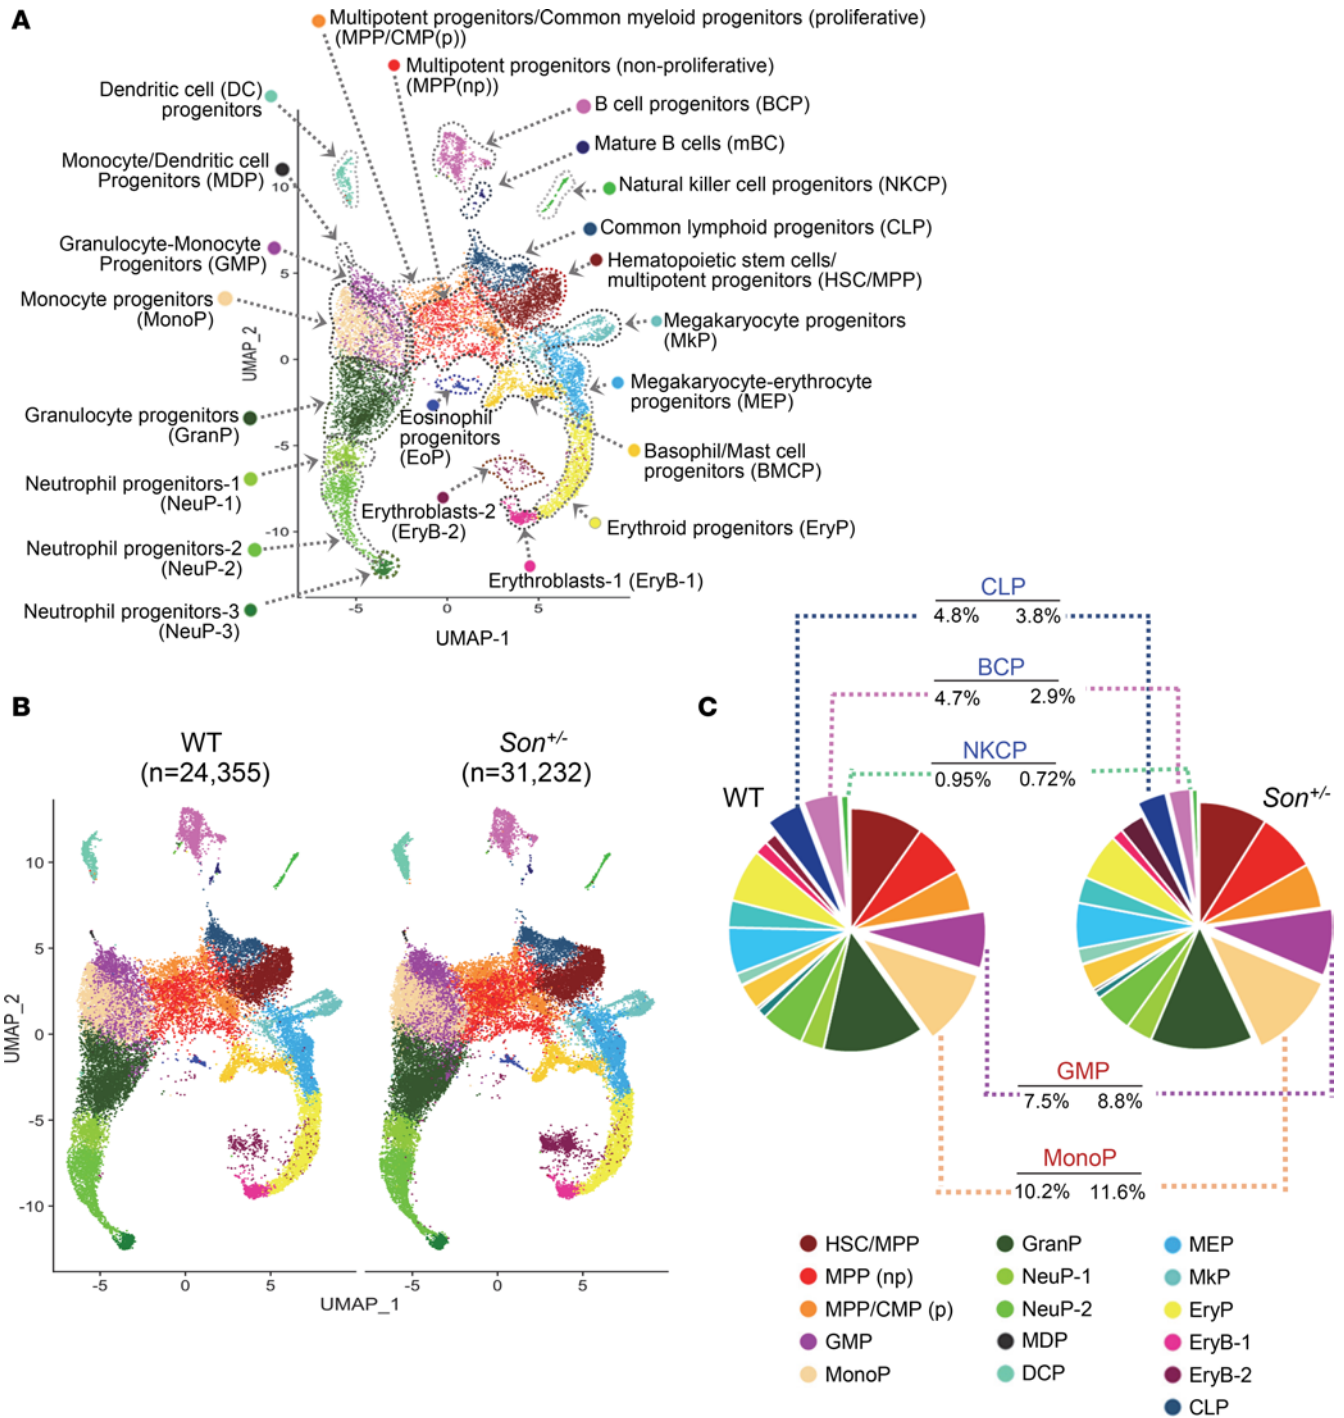 A
Multipotent progenitors/Common myeloid progenitors (proliferative)
(MPP/CMP(p))
Multipotent progenitors (non-proliferative)
(MPP(np))
Dendritic cell (DC)
progenitors
B cell progenitors (BCP)
Mature B cells (mBC)
Monocyte/Dendritic cell
Progenitors (MDP)
Natural killer cell progenitors (NKCP)
Common lymphoid progenitors (CLP)
Granulocyte-Monocyte
Progenitors (GMP)
Hematopoietic stem cells/
multipotent progenitors (HSC/MPP)
Monocyte progenitors
(MonoP)
Megakaryocyte progenitors
(MkP)
Megakaryocyte-erythrocyte
progenitors (MEP)
Granulocyte progenitors
(GranP)
Eosinophil
progenitors
(EoP)
Basophil/Mast cell
progenitors (BMCP)
Neutrophil progenitors-1
(NeuP-1)
Erythroblasts-2
(EryB-2)
Erythroid progenitors (EryP)
Neutrophil progenitors-2
(NeuP-2)
Erythroblasts-1 (EryB-1)
Neutrophil progenitors-3
(NeuP-3)
10
5
0
-5
-10
UMAP_2
-5 0 5
UMAP-1
B
WT
(n=24,355)
Son+/-
(n=31,232)
10
5
0
-5
-10
UMAP_2
-5 0 5 -5 0 5
UMAP_1
C
CLP
4.8% 3.8%
BCP
4.7% 2.9%
NKCP
0.95% 0.72%
WT
Son+/-
GMP
7.5% 8.8%
MonoP
10.2% 11.6%
HSC/MPP
MPP (np)
MPP/CMP (p)
GMP
MonoP
GranP
NeuP-1
NeuP-2
MDP
DCP
MEP
MkP
EryP
EryB-1
EryB-2
CLP